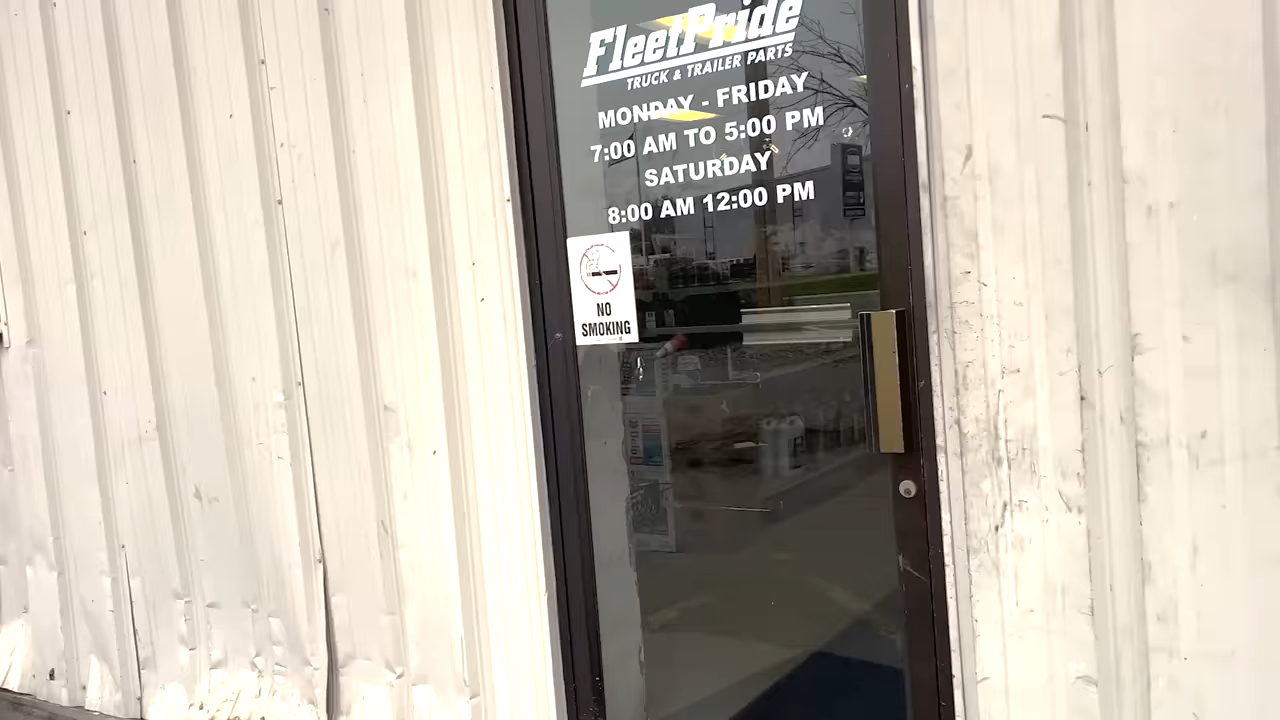 FleetPride
TRUCK & TRAILER PARTS
MONDAY - FRIDAY
7:00 AM TO 5:00 PM
SATURDAY
8:00 AM 12:00 PM
NO
SMOKING
Delo